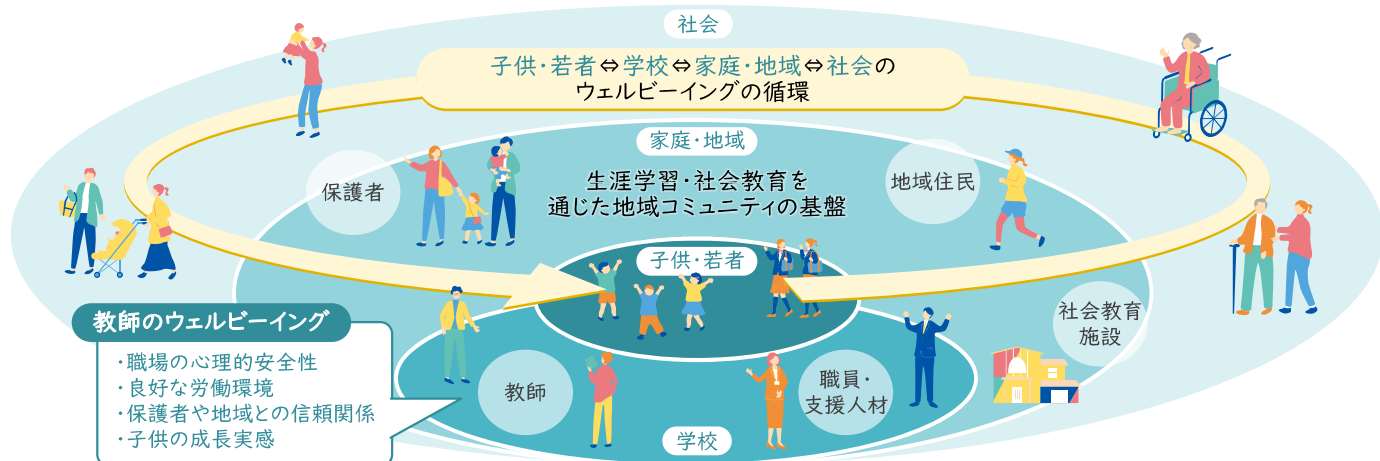 社会
子供・若者⇔学校⇔家庭・地域⇔社会の
ウェルビーイングの循環
家庭・地域
保護者
生涯学習・社会教育を
通じた地域コミュニティの基盤
地域住民
子供・若者
社会教育
施設
教師のウェルビーイング
・職場の心理的安全性
・良好な労働環境
・保護者や地域との信頼関係
・子供の成長実感
教師
職員・
支援人材
学校